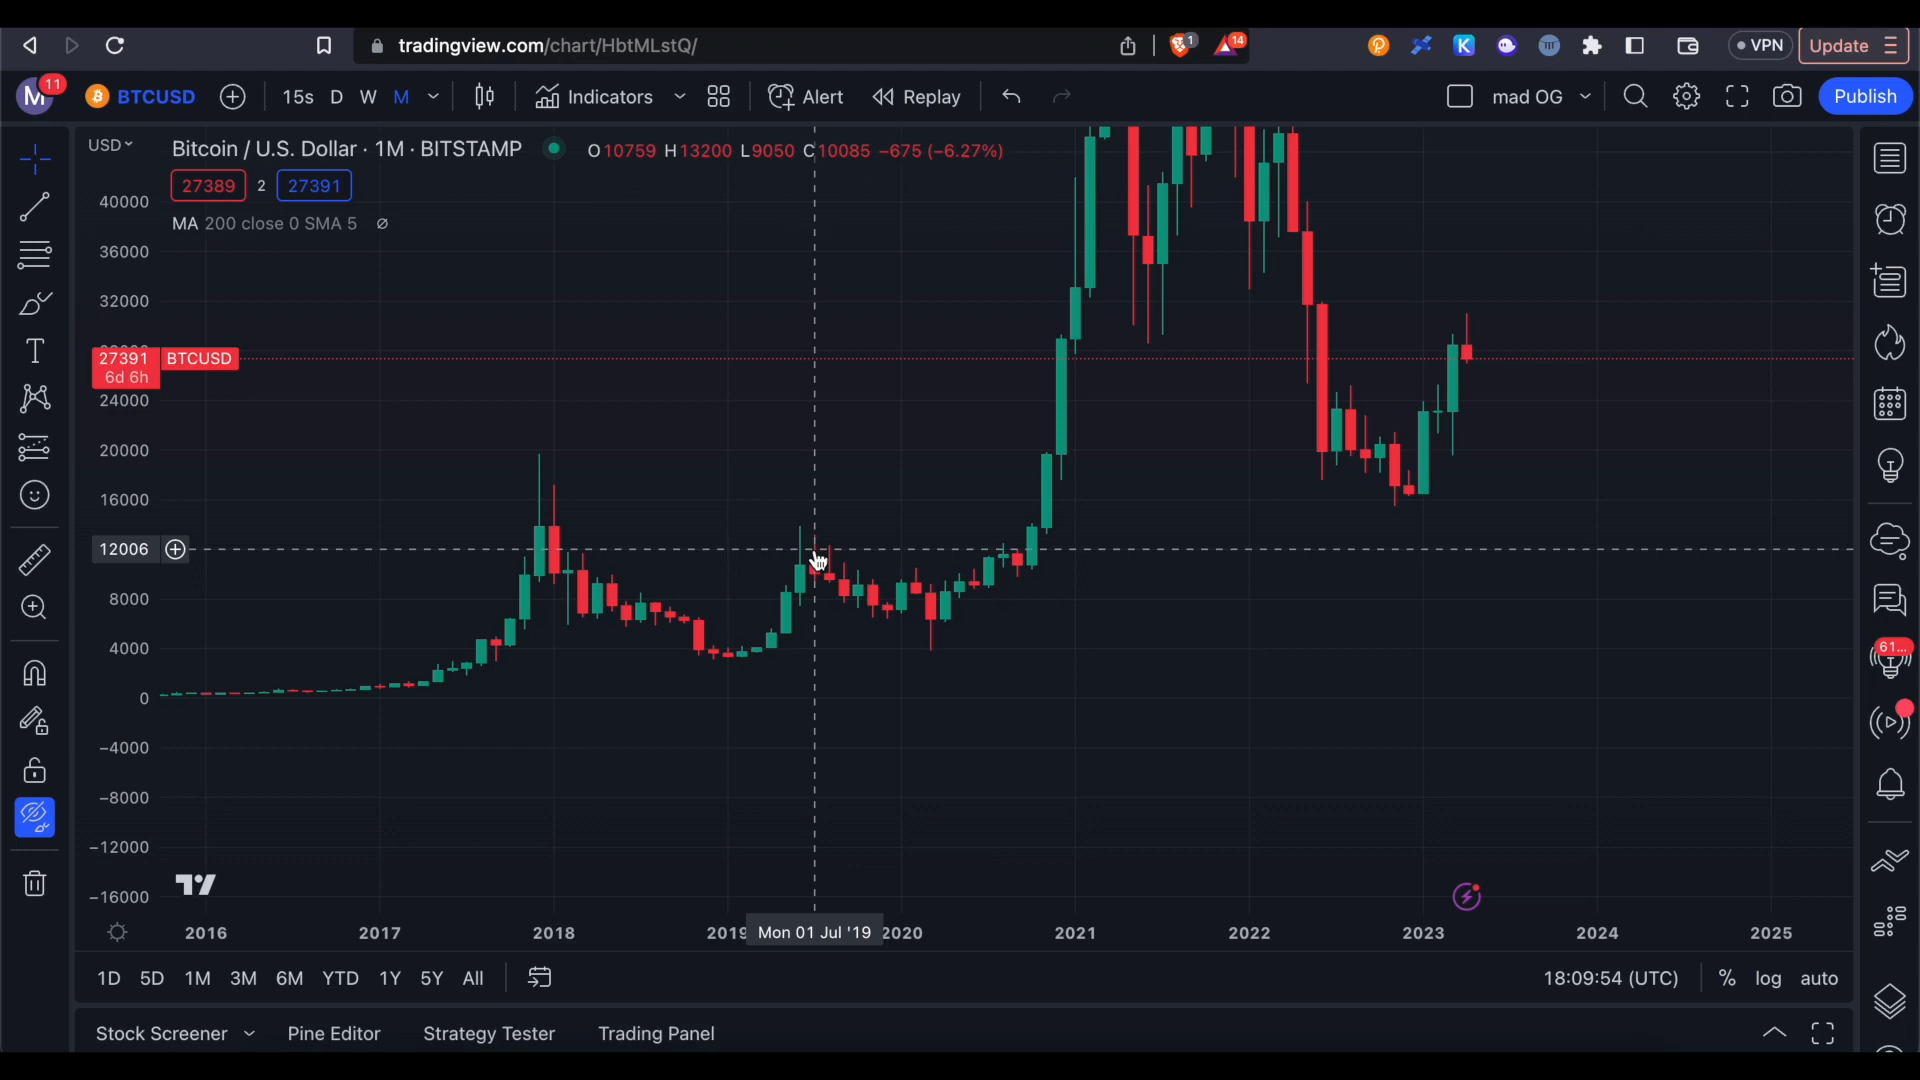 tradingview.com/chart/HbtMLstQ/
1
14
K
VPN
Update
M
11
BTCUSD
15s D W M
Indicators
Alert
Replay
mad OG
Publish
USD
Bitcoin / U.S. Dollar · 1M · BITSTAMP
O10759 H13200 L9050 C10085 −675 (−6.27%)
27389 2 27391
MA 200 close 0 SMA 5
40000
36000
32000
27391 BTCUSD
6d 6h
24000
20000
16000
12006
8000
4000
0
−4000
−8000
−12000
−16000
61...
2016 2017 2018 2019 Mon 01 Jul '19 2020 2021 2022 2023 2024 2025
1D 5D 1M 3M 6M YTD 1Y 5Y All
18:09:54 (UTC) % log auto
Stock Screener Pine Editor Strategy Tester Trading Panel